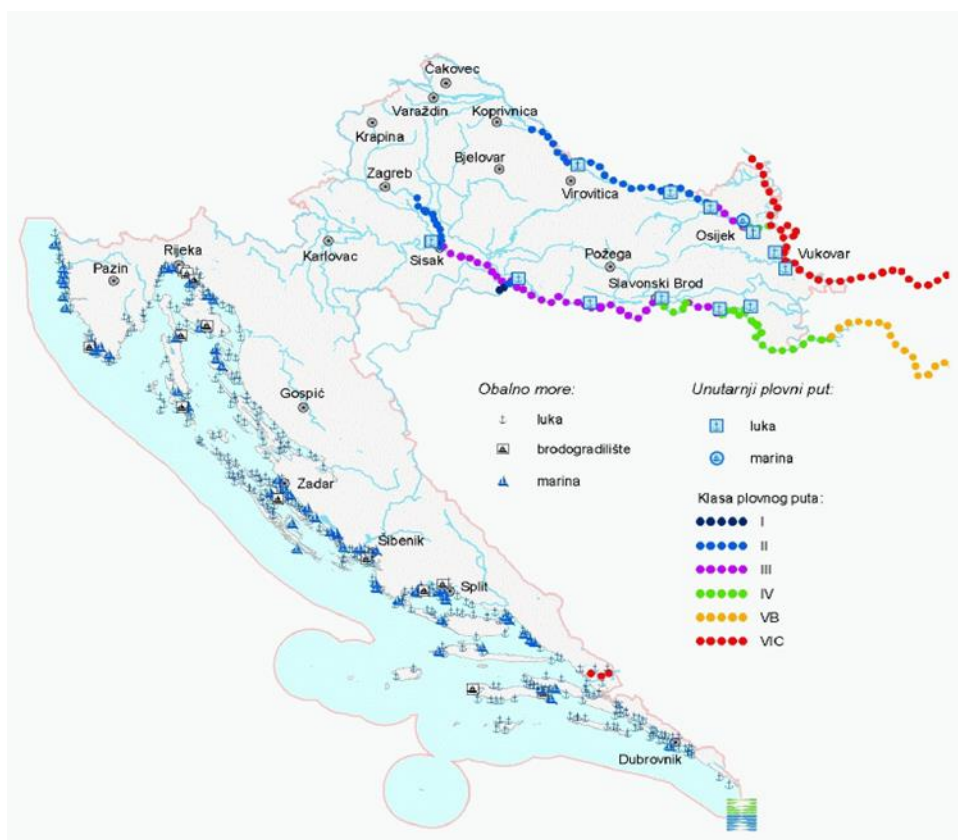 Čakovec
Varaždin
Koprivnica
Krapina
Bjelovar
Zagreb
Virovitica
Osijek
Rijeka
Karlovac
Sisak
Požega
Vukovar
Pazin
Slavonski Brod
Gospić
Obalno more:
luka
brodogradilište
marina
Unutarnji plovni put:
luka
marina
Zadar
Klasa plovnog puta:
I
II
III
IV
VB
VIC
Šibenik
Split
Dubrovnik